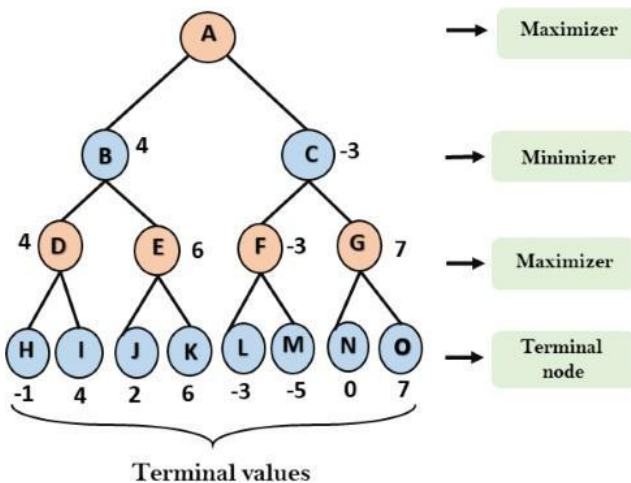 A
Maximizer
B 4 C -3
Minimizer
4 D E 6 F -3 G 7
Maximizer
H I J K L M N O
Terminal
node
-1 4 2 6 -3 -5 0 7
Terminal values